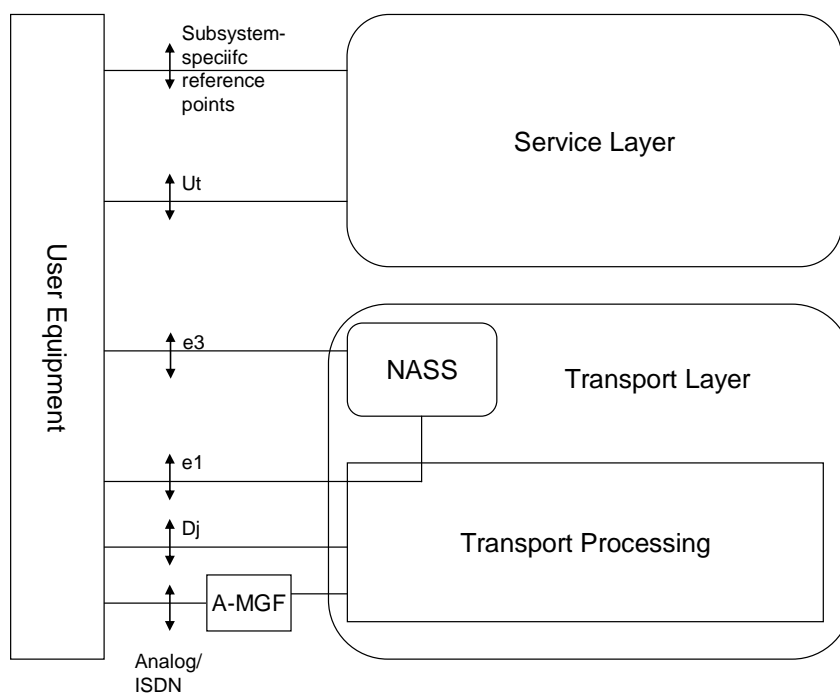 Subsystem-
speciifc
reference
points
Service Layer
Ut
User Equipment
e3
NASS
Transport Layer
e1
Dj
Transport Processing
A-MGF
Analog/
ISDN